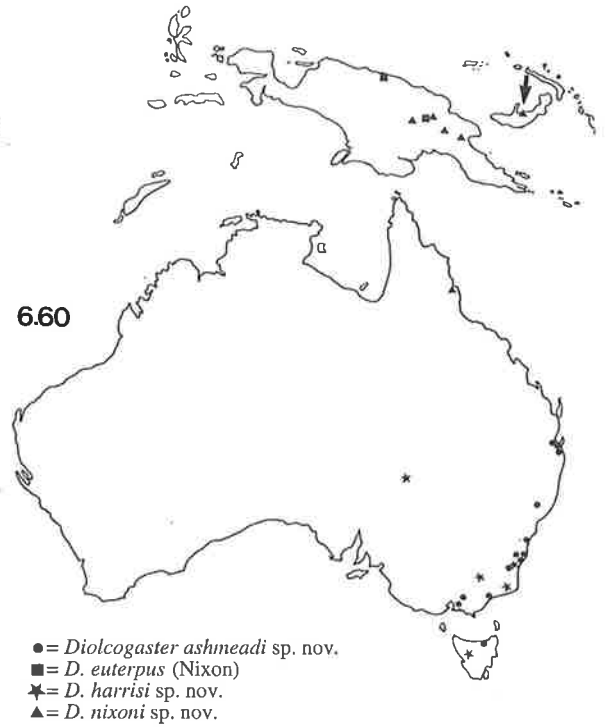 6.60
●= Diolcogaster ashmeadi sp. nov.
■= D. euterpus (Nixon)
★= D. harrisi sp. nov.
▲= D. nixoni sp. nov.